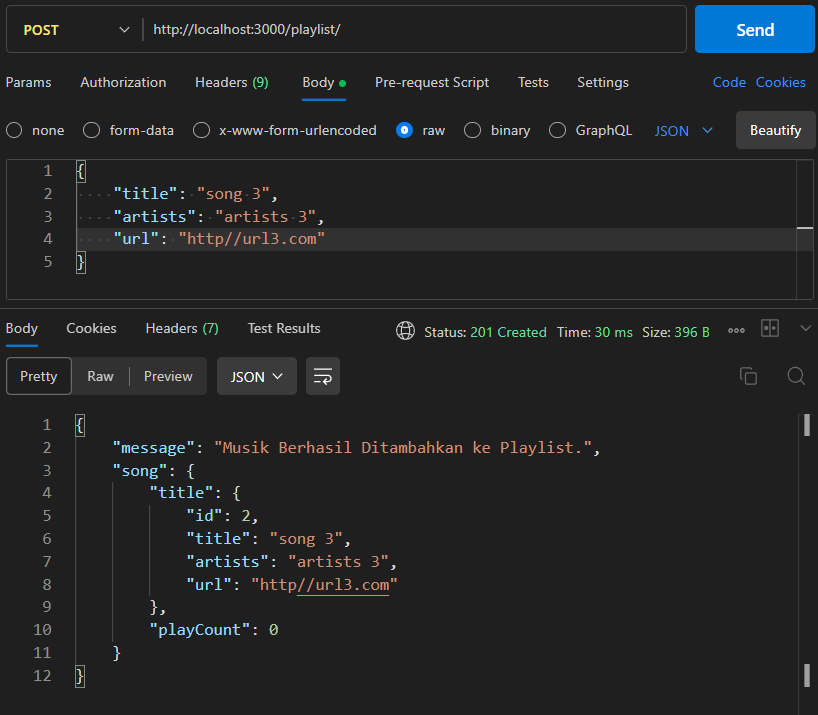 POST http://localhost:3000/playlist/ Send
Params Authorization Headers (9) Body Pre-request Script Tests Settings Code Cookies
none form-data x-www-form-urlencoded raw binary GraphQL JSON Beautify
1 {
2 "title": "song 3",
3 "artists": "artists 3",
4 "url": "http//url3.com"
5 }
Body Cookies Headers (7) Test Results Status: 201 Created Time: 30 ms Size: 396 B
Pretty Raw Preview JSON
1 {
2 "message": "Musik Berhasil Ditambahkan ke Playlist.",
3 "song": {
4 "title": {
5 "id": 2,
6 "title": "song 3",
7 "artists": "artists 3",
8 "url": "http//url3.com"
9 },
10 "playCount": 0
11 }
12 }